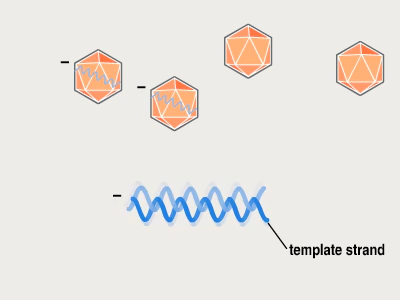 –
–
–
template strand